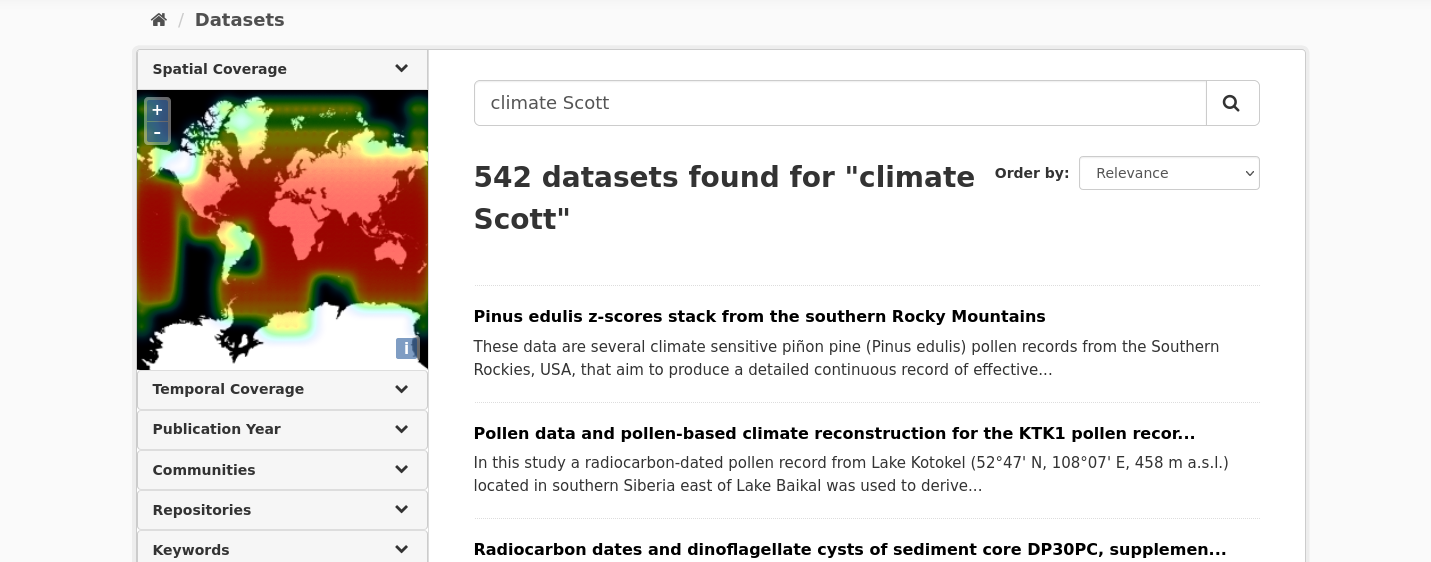 / Datasets
Spatial Coverage
+
-
i
Temporal Coverage
Publication Year
Communities
Repositories
Keywords
climate Scott
542 datasets found for "climate
Scott"
Order by: Relevance
Pinus edulis z-scores stack from the southern Rocky Mountains
These data are several climate sensitive piñon pine (Pinus edulis) pollen records from the Southern
Rockies, USA, that aim to produce a detailed continuous record of effective...
Pollen data and pollen-based climate reconstruction for the KTK1 pollen recor...
In this study a radiocarbon-dated pollen record from Lake Kotokel (52°47' N, 108°07' E, 458 m a.s.l.)
located in southern Siberia east of Lake Baikal was used to derive...
Radiocarbon dates and dinoflagellate cysts of sediment core DP30PC, supplemen...